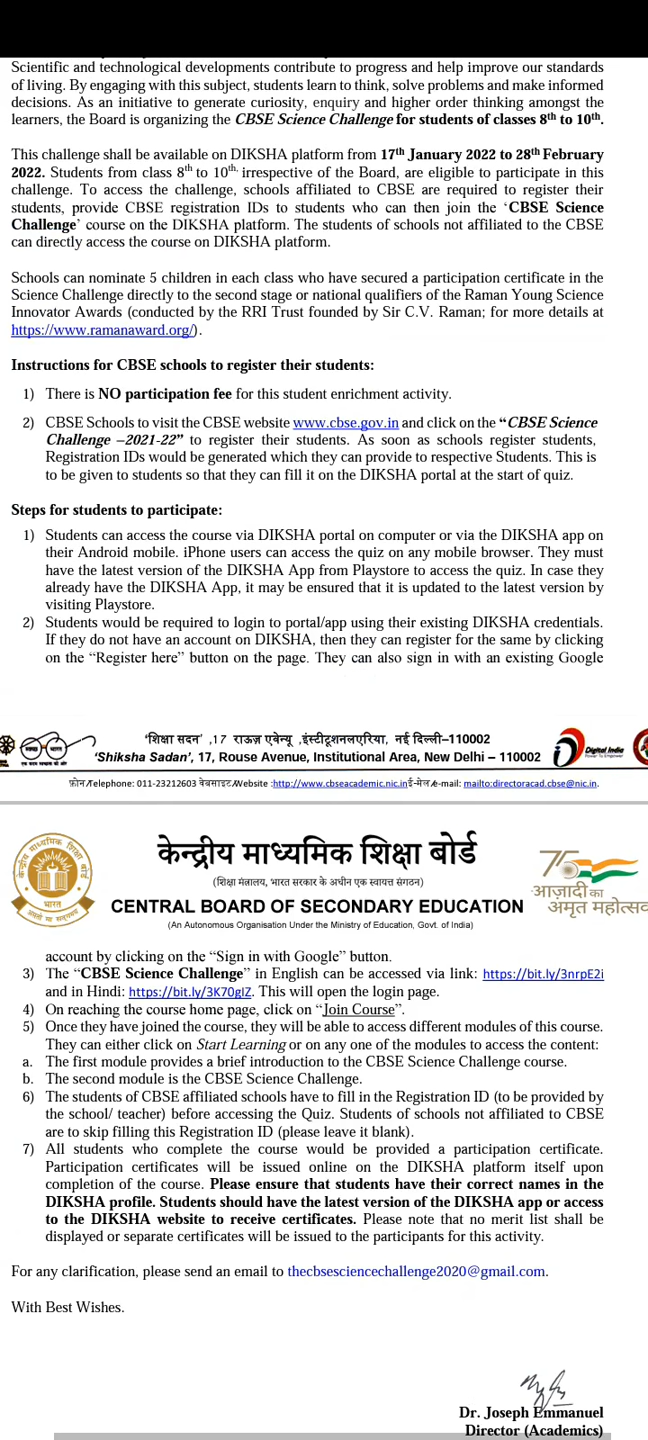 Scientific and technological developments contribute to progress and help improve our standards
of living. By engaging with this subject, students learn to think, solve problems and make informed
decisions. As an initiative to generate curiosity, enquiry and higher order thinking amongst the
learners, the Board is organizing the CBSE Science Challenge for students of classes 8th to 10th.
This challenge shall be available on DIKSHA platform from 17th January 2022 to 28th February
2022. Students from class 8th to 10th. irrespective of the Board, are eligible to participate in this
challenge. To access the challenge, schools affiliated to CBSE are required to register their
students, provide CBSE registration IDs to students who can then join the ‘CBSE Science
Challenge’ course on the DIKSHA platform. The students of schools not affiliated to the CBSE
can directly access the course on DIKSHA platform.
Schools can nominate 5 children in each class who have secured a participation certificate in the
Science Challenge directly to the second stage or national qualifiers of the Raman Young Science
Innovator Awards (conducted by the RRI Trust founded by Sir C.V. Raman; for more details at
https://www.ramanaward.org/).
Instructions for CBSE schools to register their students:
1) There is NO participation fee for this student enrichment activity.
2) CBSE Schools to visit the CBSE website www.cbse.gov.in and click on the “CBSE Science
Challenge –2021-22” to register their students. As soon as schools register students,
Registration IDs would be generated which they can provide to respective Students. This is
to be given to students so that they can fill it on the DIKSHA portal at the start of quiz.
Steps for students to participate:
1) Students can access the course via DIKSHA portal on computer or via the DIKSHA app on
their Android mobile. iPhone users can access the quiz on any mobile browser. They must
have the latest version of the DIKSHA App from Playstore to access the quiz. In case they
already have the DIKSHA App, it may be ensured that it is updated to the latest version by
visiting Playstore.
2) Students would be required to login to portal/app using their existing DIKSHA credentials.
If they do not have an account on DIKSHA, then they can register for the same by clicking
on the “Register here” button on the page. They can also sign in with an existing Google
‘शिक्षा सदन’ ,17 राऊज़ एवेन्यू ,इंस्टीटूशनलएरिया, नई दिल्ली–110002
‘Shiksha Sadan’, 17, Rouse Avenue, Institutional Area, New Delhi – 110002
Digital India
फ़ोन/Telephone: 011-23212603 वेबसाइट/Website :http://www.cbseacademic.nic.inई-मेल/e-mail: mailto:directoracad.cbse@nic.in.
केन्द्रीय माध्यमिक शिक्षा बोर्ड
(शिक्षा मंत्रालय, भारत सरकार के अधीन एक स्वायत्त संगठन)
CENTRAL BOARD OF SECONDARY EDUCATION
(An Autonomous Organisation Under the Ministry of Education, Govt. of India)
भारत
75
आज़ादी का
अमृत महोत्सव
account by clicking on the “Sign in with Google” button.
3) The “CBSE Science Challenge” in English can be accessed via link: https://bit.ly/3nrpE2i
and in Hindi: https://bit.ly/3K70glZ. This will open the login page.
4) On reaching the course home page, click on “Join Course”.
5) Once they have joined the course, they will be able to access different modules of this course.
They can either click on Start Learning or on any one of the modules to access the content:
a. The first module provides a brief introduction to the CBSE Science Challenge course.
b. The second module is the CBSE Science Challenge.
6) The students of CBSE affiliated schools have to fill in the Registration ID (to be provided by
the school/ teacher) before accessing the Quiz. Students of schools not affiliated to CBSE
are to skip filling this Registration ID (please leave it blank).
7) All students who complete the course would be provided a participation certificate.
Participation certificates will be issued online on the DIKSHA platform itself upon
completion of the course. Please ensure that students have their correct names in the
DIKSHA profile. Students should have the latest version of the DIKSHA app or access
to the DIKSHA website to receive certificates. Please note that no merit list shall be
displayed or separate certificates will be issued to the participants for this activity.
For any clarification, please send an email to thecbsesciencechallenge2020@gmail.com.
With Best Wishes.
Dr. Joseph Emmanuel
Director (Academics)